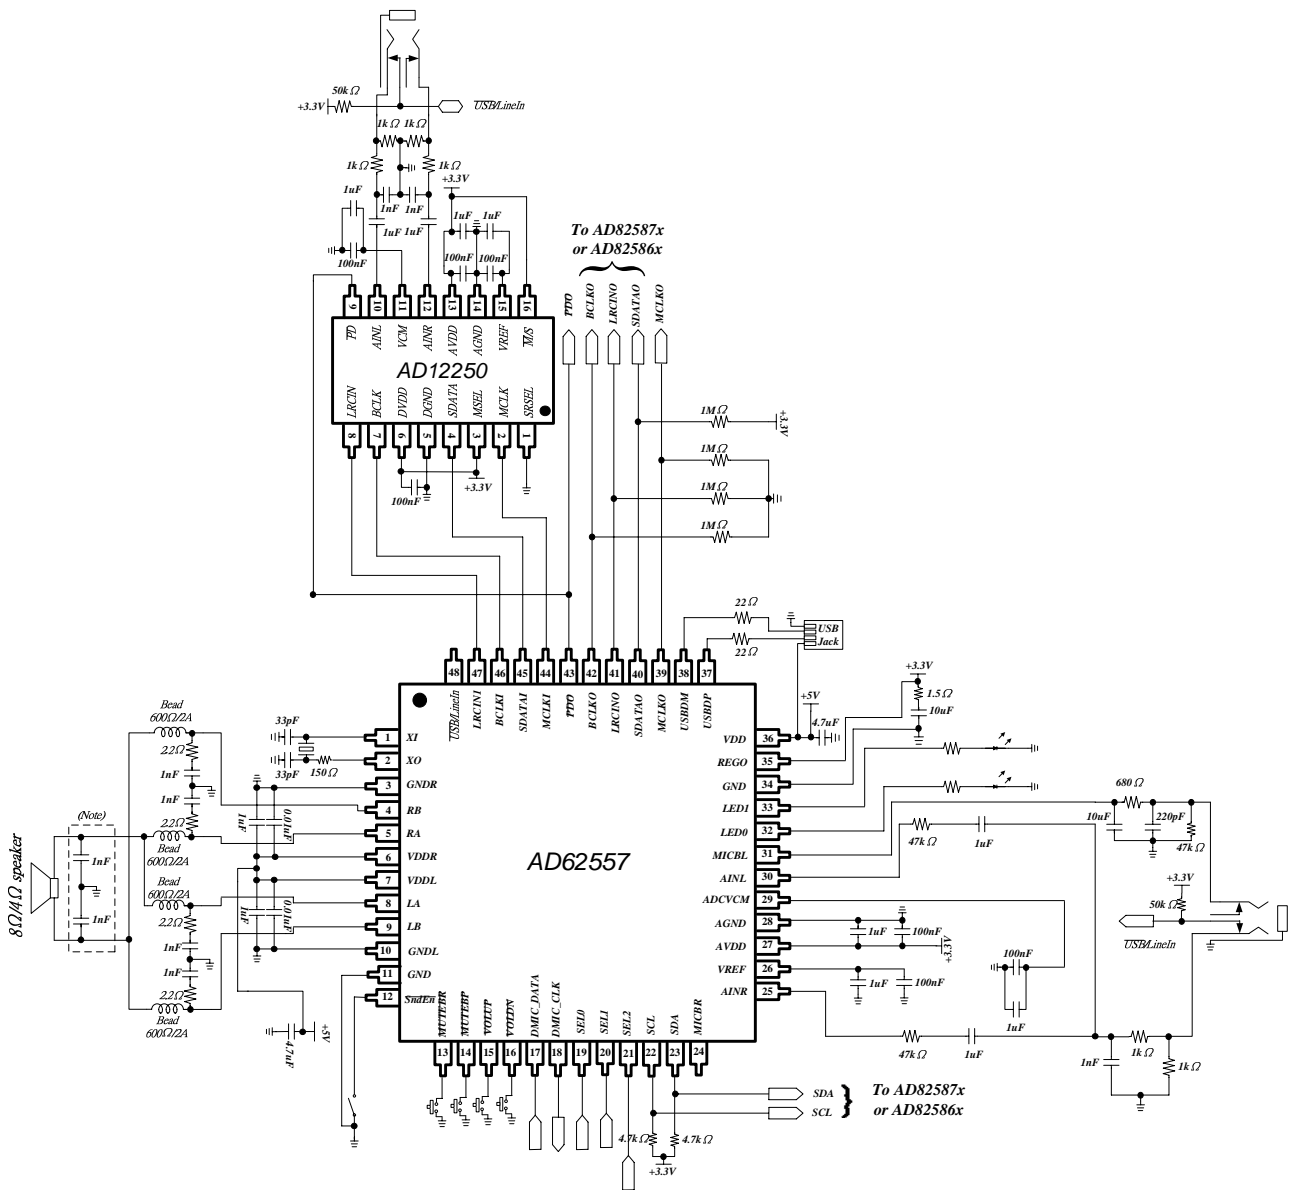 50kΩ
+3.3V
USB/LineIn
1kΩ 1kΩ
1kΩ 1kΩ
+3.3V
1uF
1nF 1nF
1uF 1uF
1uF 1uF
100nF
100nF 100nF
To AD82587x
or AD82586x
PDO
BCLKO
LRCINO
SDATAO
MCLKO
9 10 11 12 13 14 15 16
PD
AINL
VCM
AINR
AVDD
AGND
VREF
M/S
AD12250
LRCIN
BCLK
DVDD
DGND
SDATA
MSEL
MCLK
SRSEL
8 7 6 5 4 3 2 1
100nF
+3.3V
1MΩ
+3.3V
1MΩ
1MΩ
1MΩ
22Ω
22Ω
USB
Jack
48 47 46 45 44 43 42 41 40 39 38 37
USB/LineIn
LRCINI
BCLKI
SDATAI
MCLKI
PDO
BCLKO
LRCINO
SDATAO
MCLKO
USBDM
USBDP
AD62557
1 XI
2 XO
3 GNDR
4 RB
5 RA
6 VDDR
7 VDDL
8 LA
9 LB
10 GNDL
11 GND
12 SndEn
33pF
33pF
150Ω
Bead
600Ω/2A
2.2Ω
1nF
1nF
2.2Ω
Bead
600Ω/2A
Bead
600Ω/2A
2.2Ω
1nF
1nF
2.2Ω
Bead
600Ω/2A
(Note)
1nF
1nF
8Ω/4Ω speaker
1uF
0.01uF
1uF
0.01uF
4.7uF
+5V
MUTEBR
MUTEBP
VOLUP
VOLDN
DMIC_DATA
DMIC_CLK
SEL0
SEL1
SEL2
SCL
SDA
MICBR
13 14 15 16 17 18 19 20 21 22 23 24
4.7kΩ 4.7kΩ
+3.3V
SDA
SCL
To AD82587x
or AD82586x
VDD 36
REGO 35
GND 34
LED1 33
LED0 32
MICBL 31
AINL 30
ADCVCM 29
AGND 28
AVDD 27
VREF 26
AINR 25
+5V
4.7uF
+3.3V
1.5Ω
10uF
680Ω
10uF
220pF
47kΩ
47kΩ
1uF
+3.3V
50kΩ
USB/LineIn
1uF
100nF
+3.3V
1uF
100nF
100nF
1uF
47kΩ
1uF
1nF
1kΩ
1kΩ